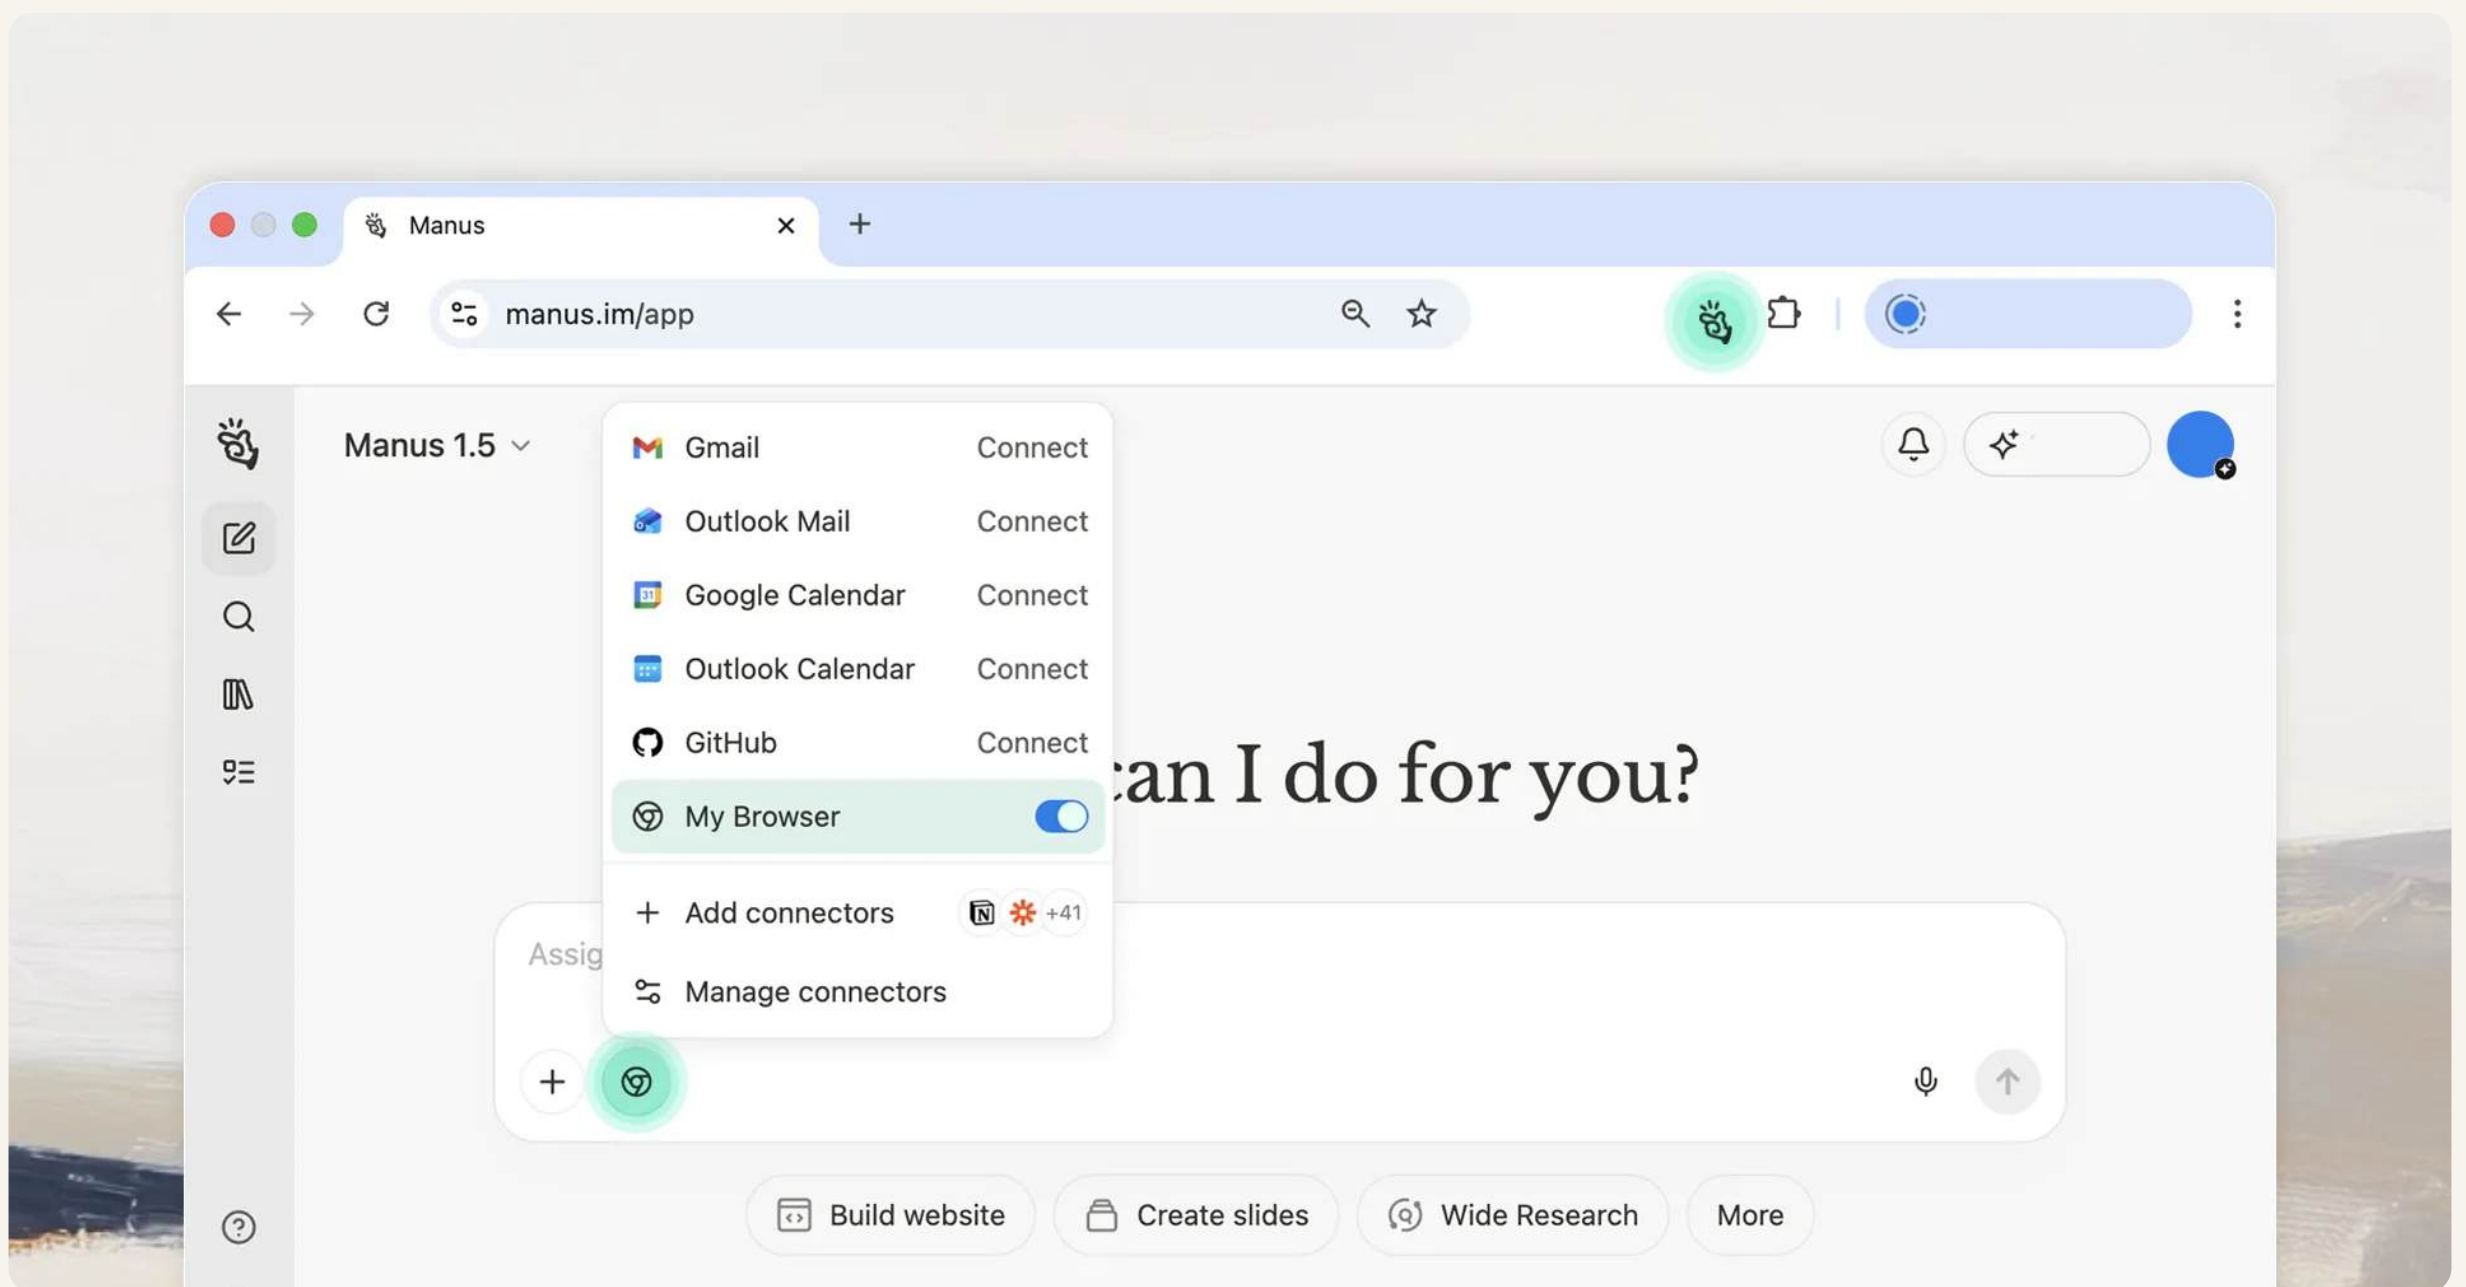 Manus
manus.im/app
Manus 1.5
Gmail Connect
Outlook Mail Connect
31
Google Calendar Connect
Outlook Calendar Connect
GitHub Connect
My Browser
can I do for you?
Add connectors +41
Assig
Manage connectors
Build website
Create slides
Wide Research
More